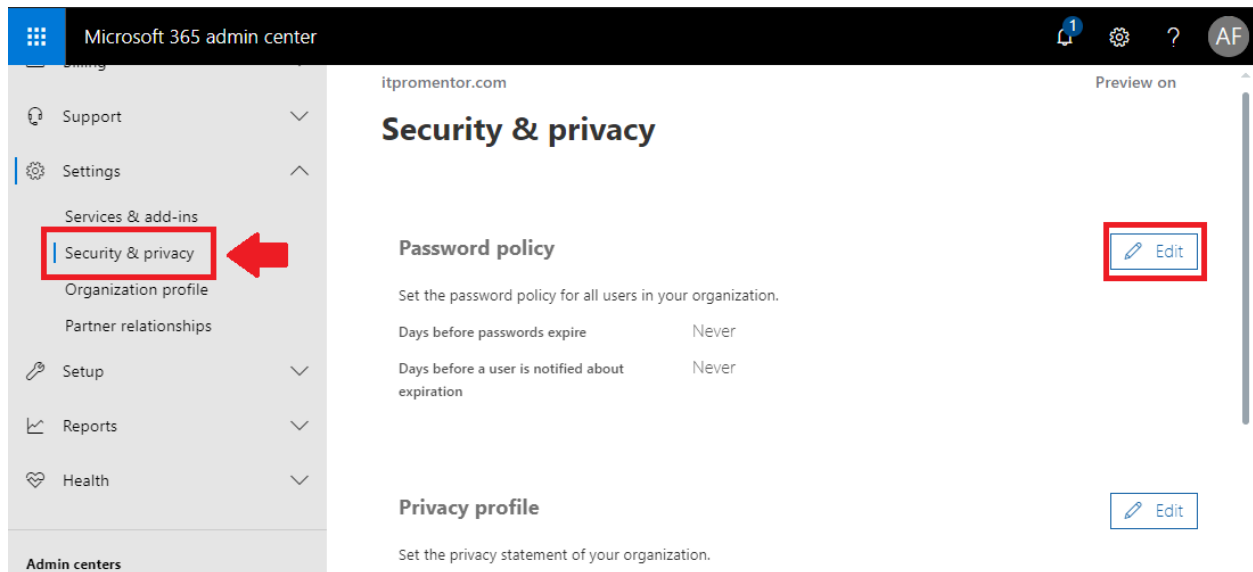 Microsoft 365 admin center
1
?
AF
Billing
Support
Settings
Services & add-ins
Security & privacy
Organization profile
Partner relationships
Setup
Reports
Health
Admin centers
itpromentor.com
Preview on
Security & privacy
Password policy
Edit
Set the password policy for all users in your organization.
Days before passwords expire Never
Days before a user is notified about Never
expiration
Privacy profile
Edit
Set the privacy statement of your organization.